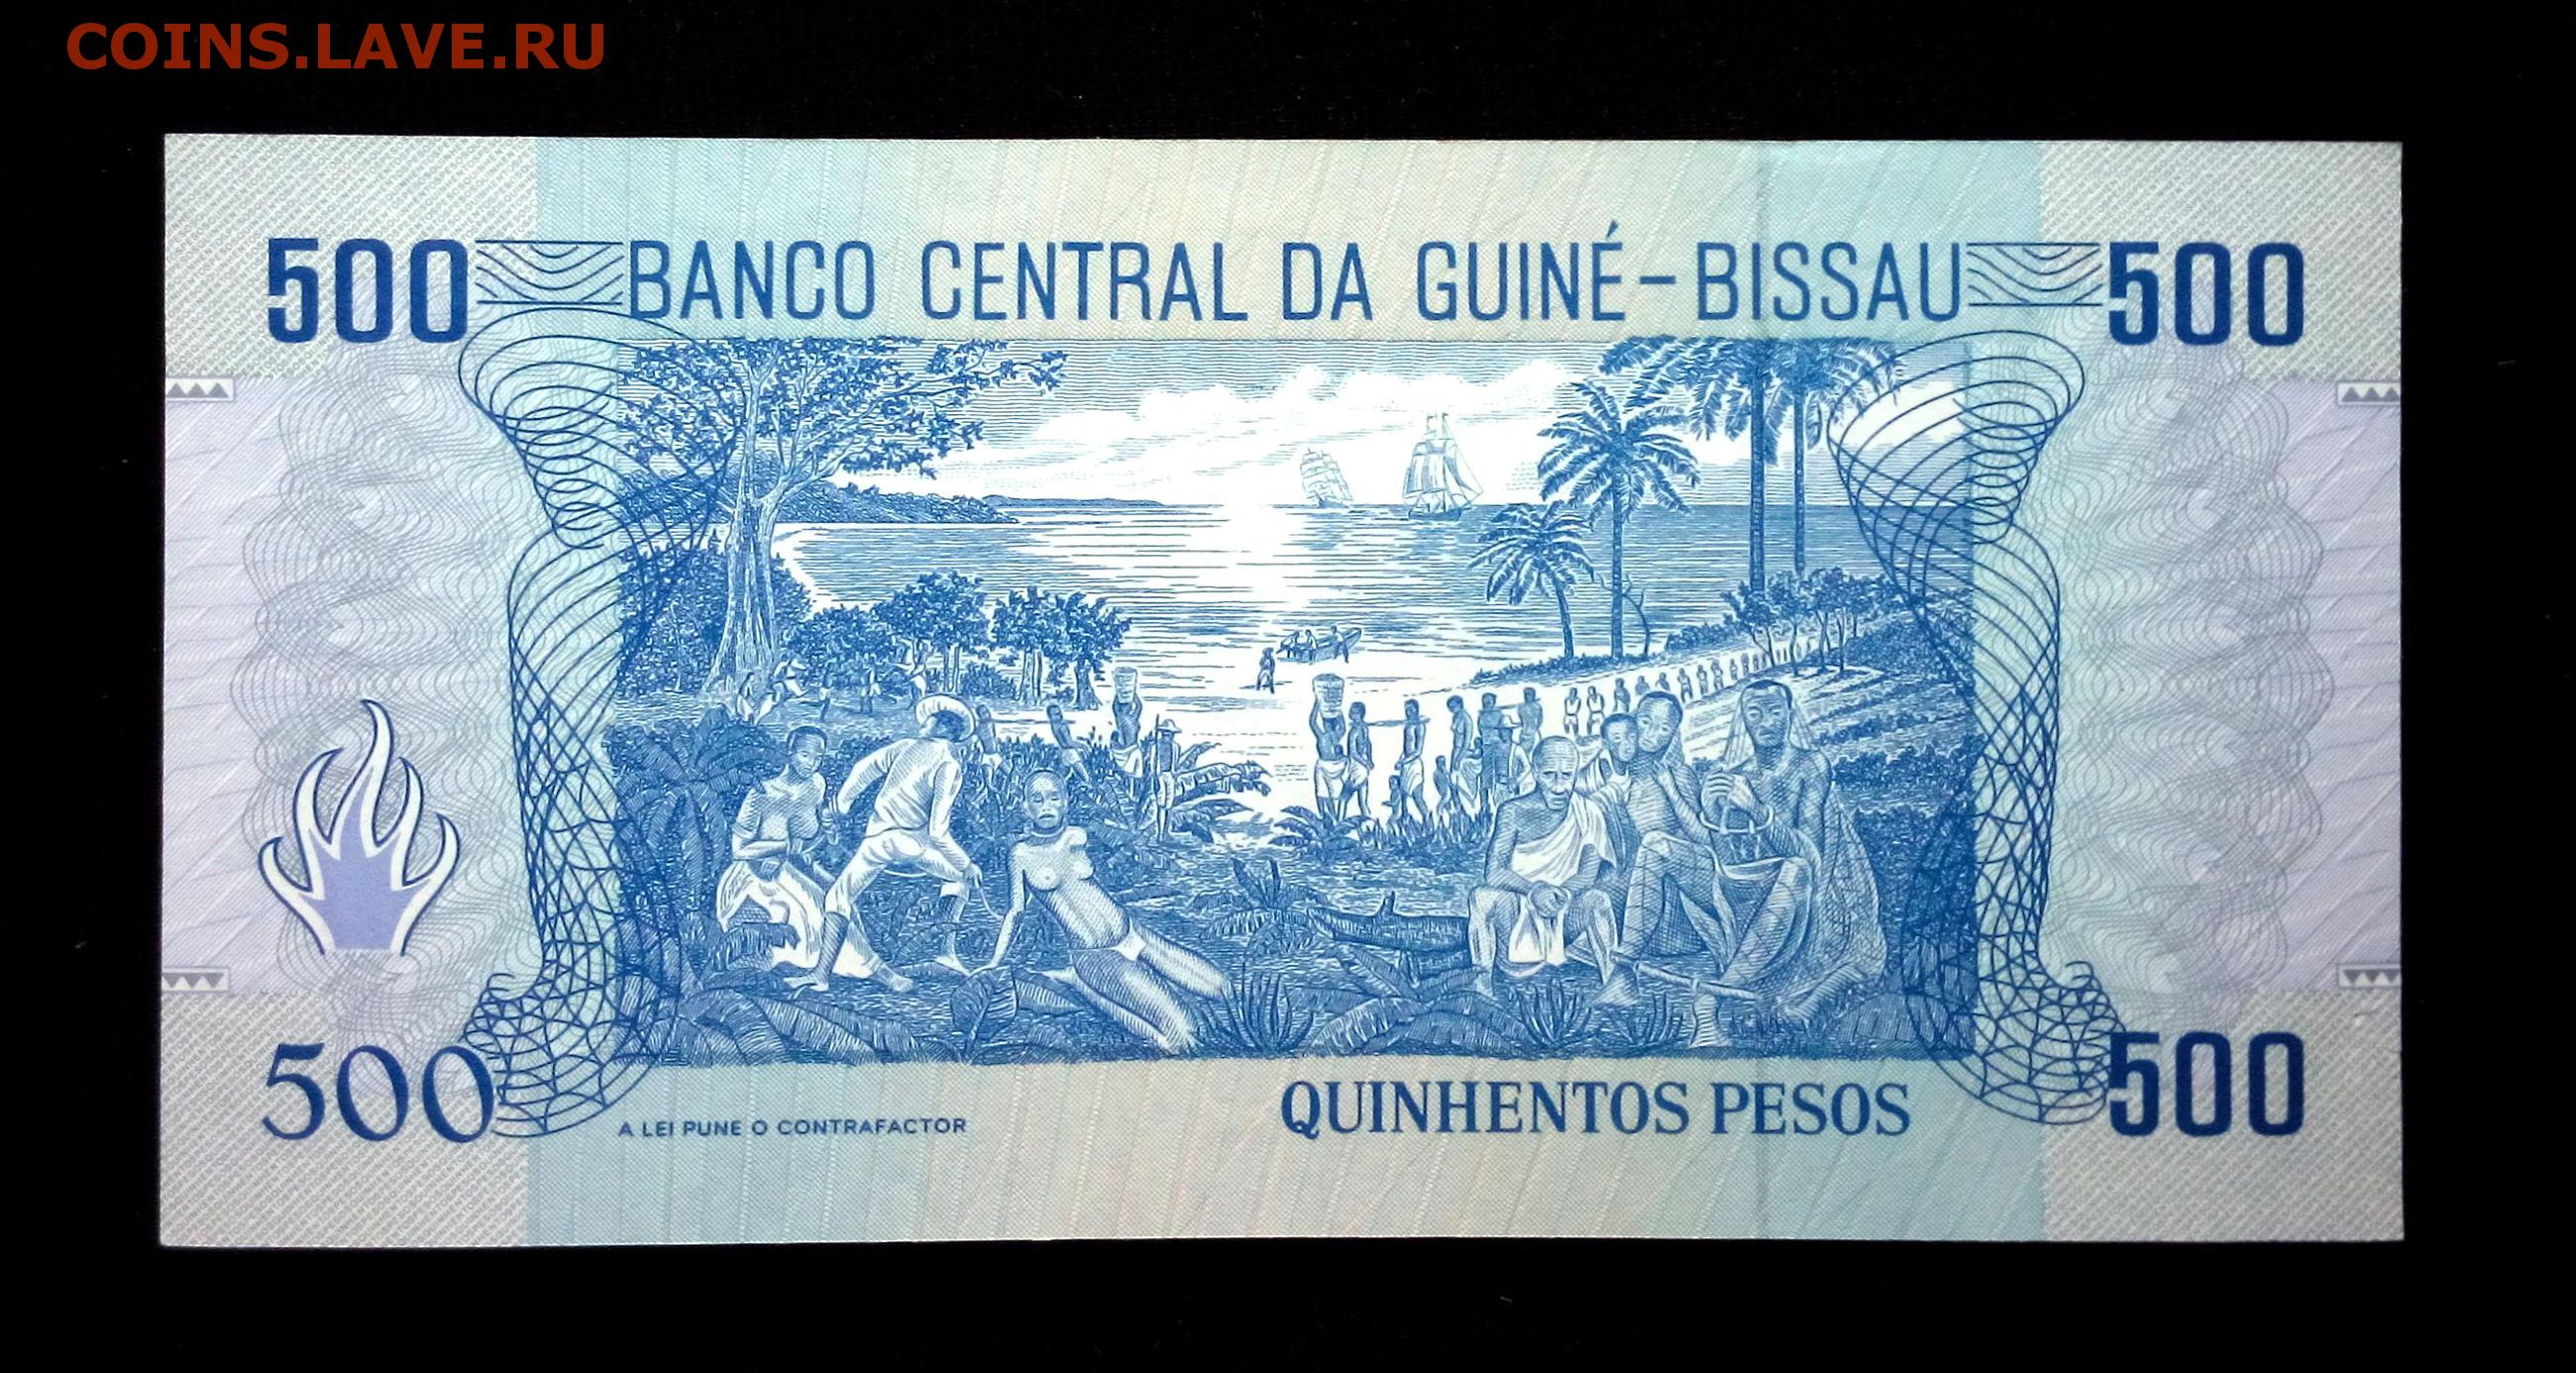 COINS.LAVE.RU
500 BANCO CENTRAL DA GUINÉ-BISSAU 500
500 A LEI PUNE O CONTRAFACTOR QUINHENTOS PESOS 500